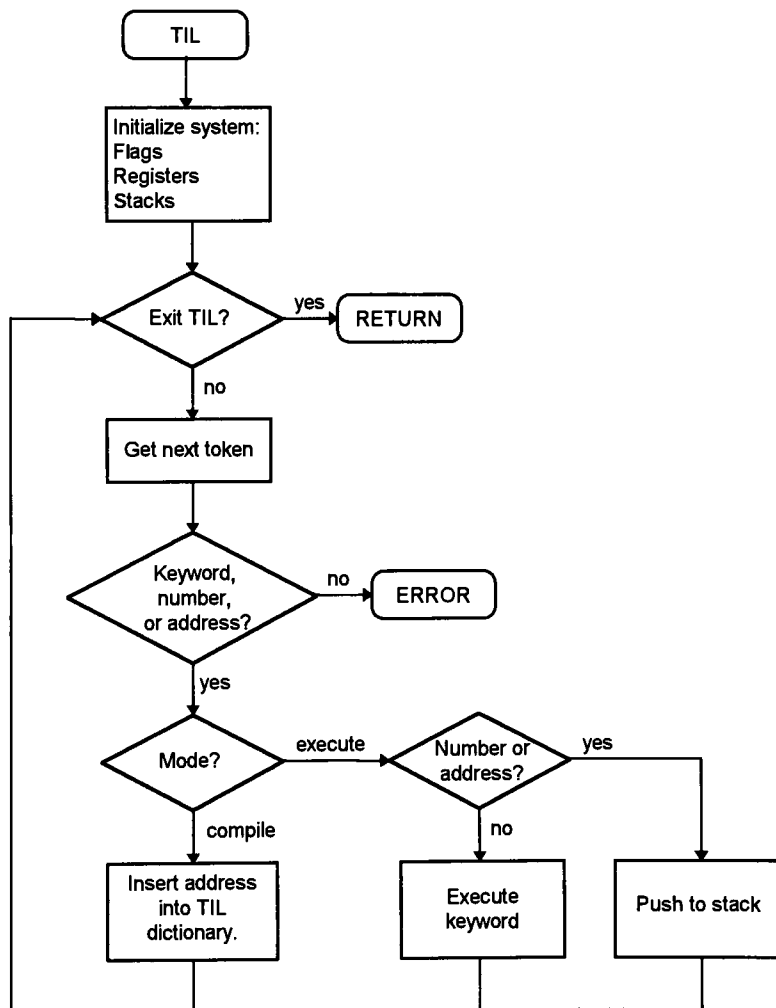 TIL
Initialize system:
Flags
Registers
Stacks
Exit TIL?
yes
RETURN
no
Get next token
Keyword,
number,
or address?
no
ERROR
yes
Mode?
execute
Number or
address?
yes
compile
no
Insert address
into TIL
dictionary.
Execute
keyword
Push to stack